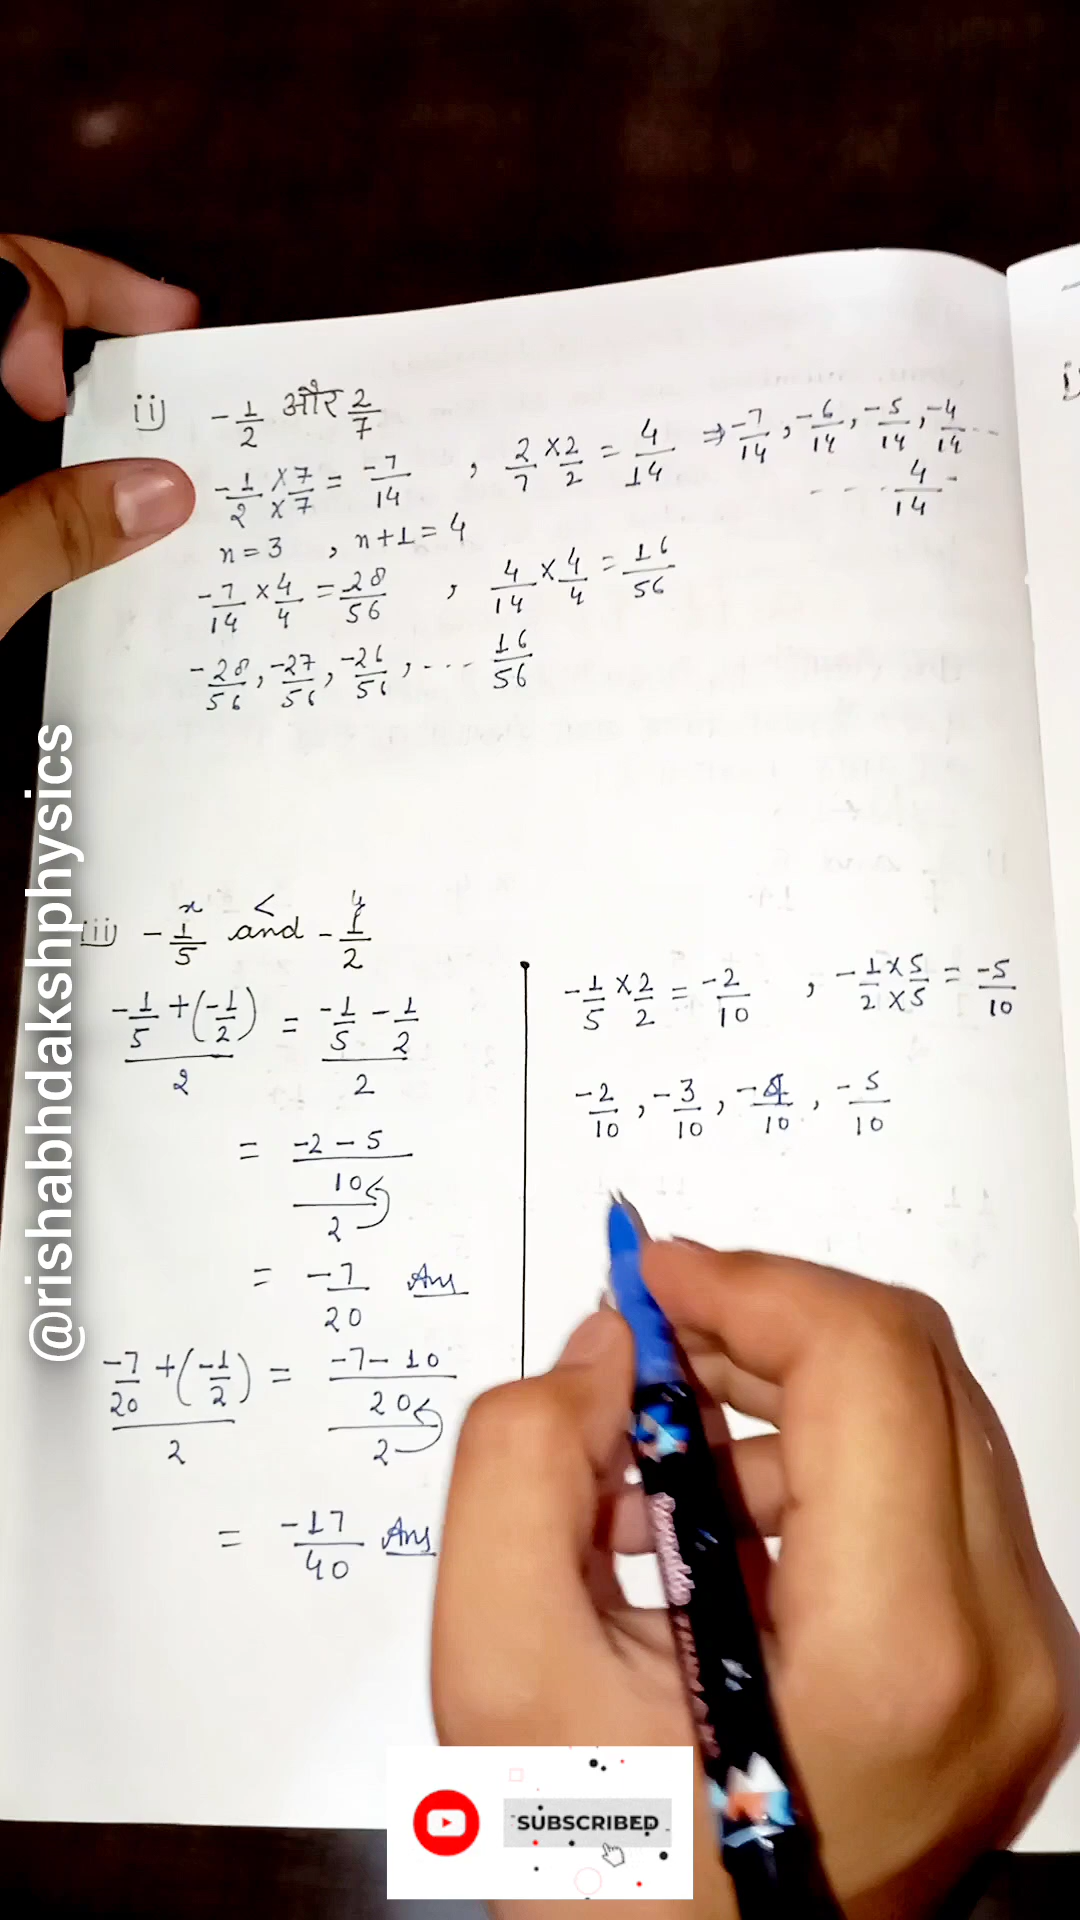 ii) -1/2 और 2/7
-1/2 ×7/×7 = -7/14 , 2/7 ×2/2 = 4/14 ⇒ -7/14, -6/14, -5/14, -4/14 ...
- - - 4/14 -
n=3 , n+1=4
-7/14 × 4/4 = -28/56 , 4/14 × 4/4 = 16/56
-28/56, -27/56, -26/56, .... 16/56
@rishabhdakshphysics
x < y
iii) -1/5 and -1/2
(-1/5 + (-1/2))/2 = (-1/5 - 1/2)/2
= ((-2-5)/10)/2
= -7/20 Ans
(-7/20 + (-1/2))/2 = ((-7-10)/20)/2
= -17/40 Ans
-1/5 × 2/2 = -2/10 , -1/2 ×5/×5 = -5/10
-2/10, -3/10, -4/10, -5/10
SUBSCRIBED